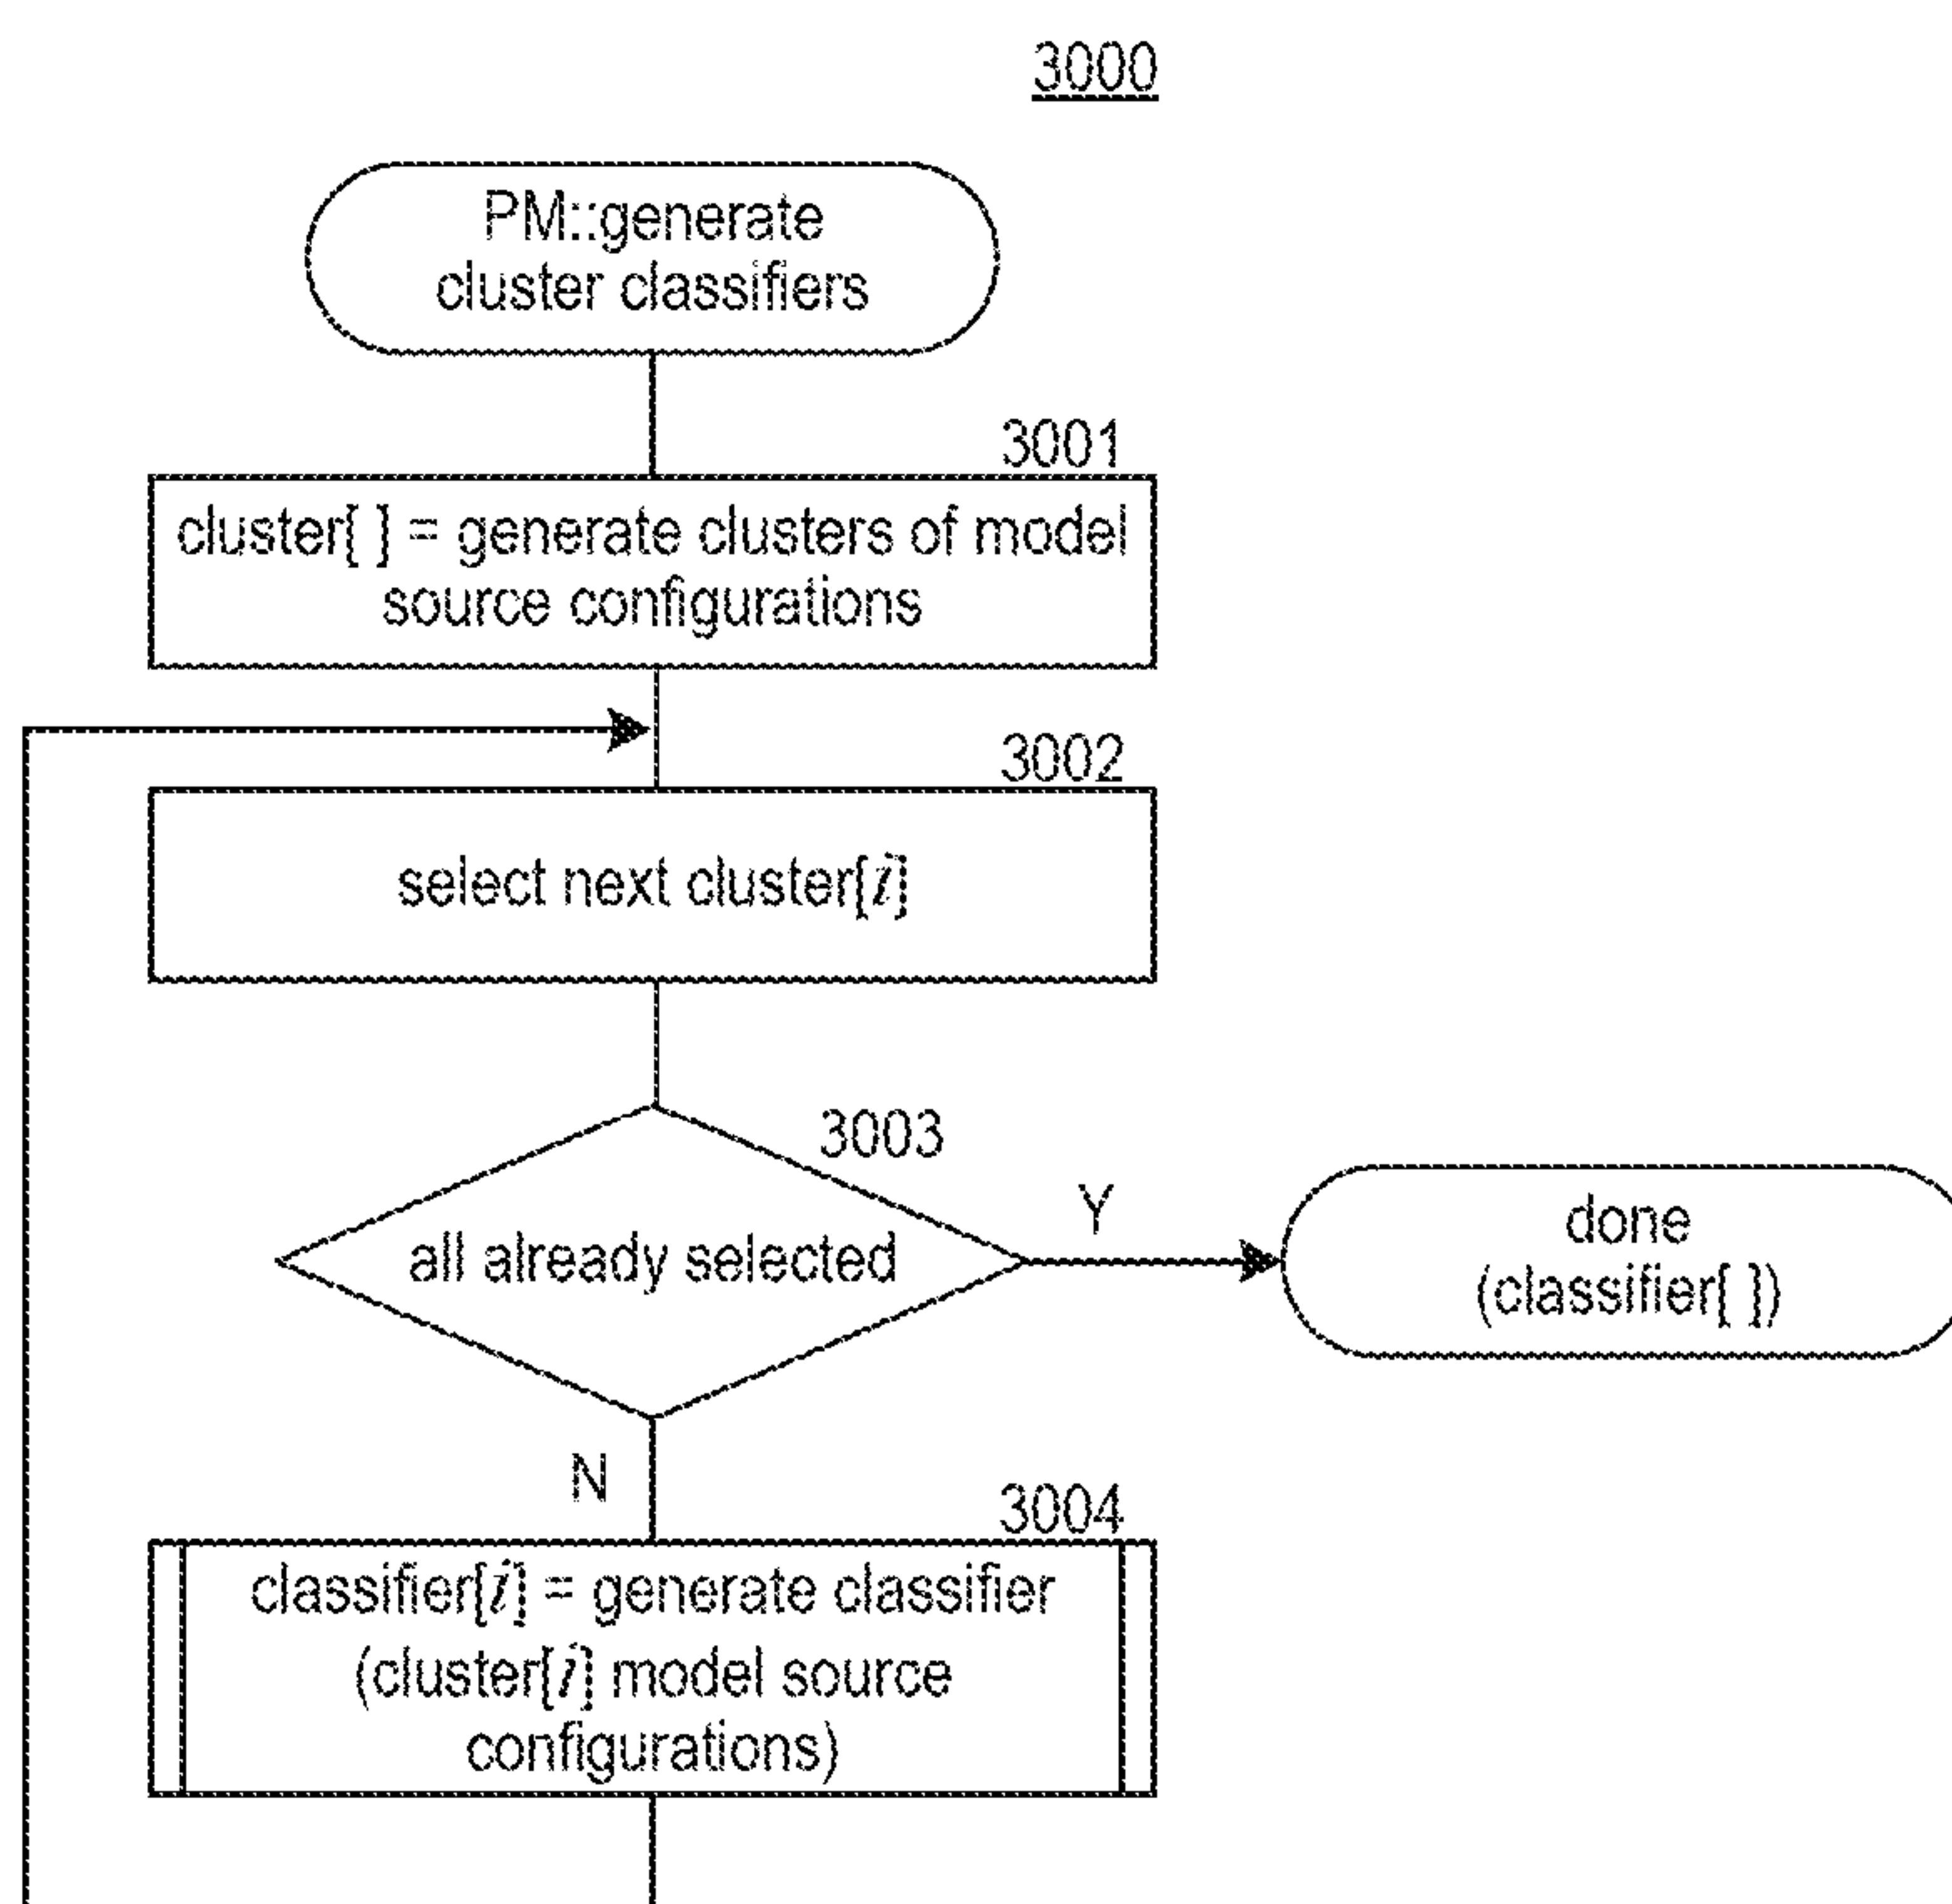 3000
PM::generate
cluster classifiers
3001
cluster[ ] = generate clusters of model
source configurations
3002
select next cluster[i]
3003
all already selected
Y
done
(classifier[ ])
N
3004
classifier[i] = generate classifier
(cluster[i] model source
configurations)